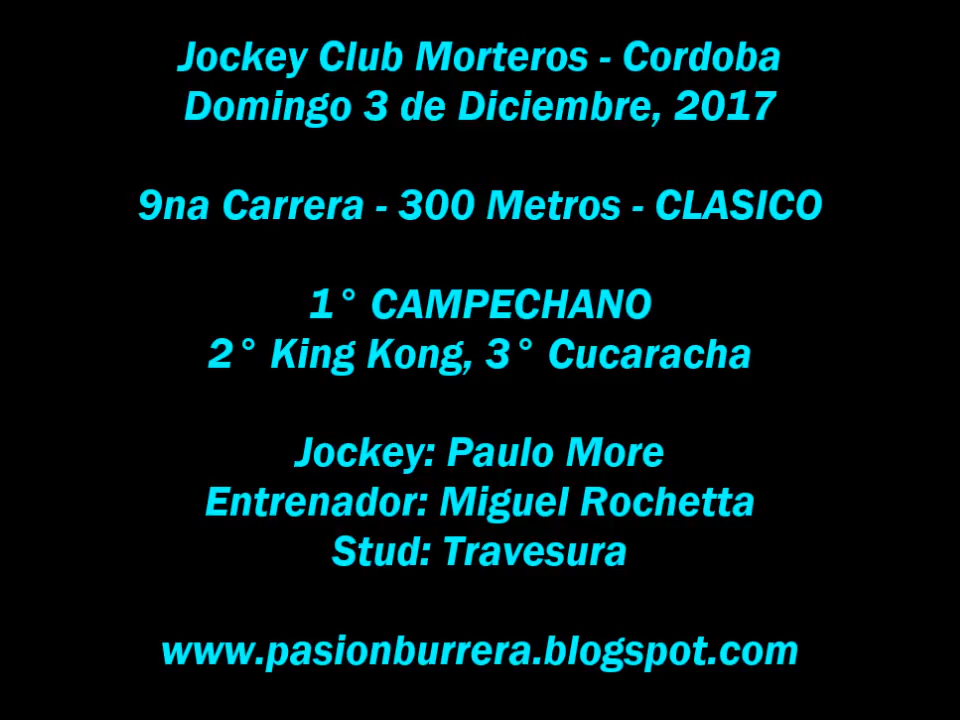 Jockey Club Morteros - Cordoba
Domingo 3 de Diciembre, 2017
9na Carrera - 300 Metros - CLASICO
1° CAMPECHANO
2° King Kong, 3° Cucaracha
Jockey: Paulo More
Entrenador: Miguel Rochetta
Stud: Travesura
www.pasionburrera.blogspot.com